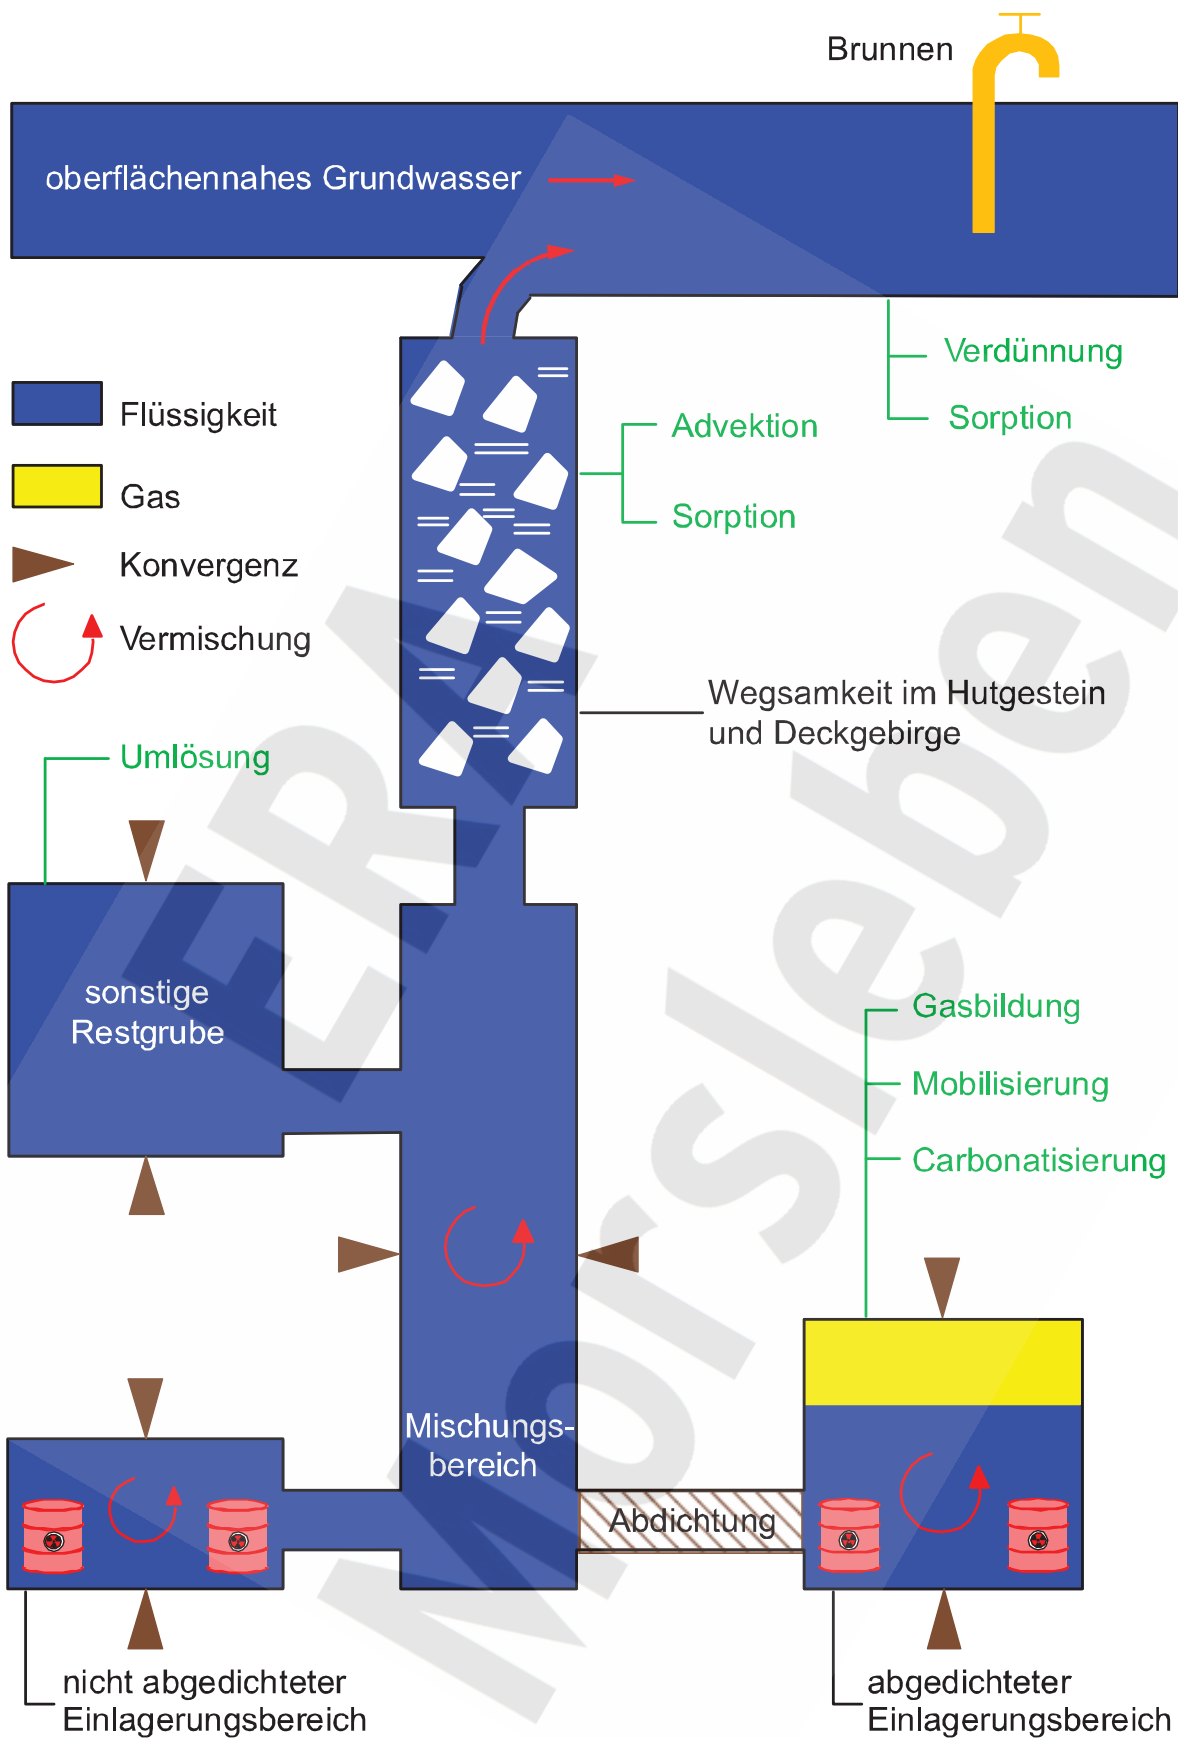 Brunnen
oberflächennahes Grundwasser
Verdünnung
Sorption
Flüssigkeit
Gas
Konvergenz
Vermischung
Advektion
Sorption
Wegsamkeit im Hutgestein
und Deckgebirge
Umlösung
sonstige
Restgrube
Gasbildung
Mobilisierung
Carbonatisierung
Mischungs-
bereich
Abdichtung
nicht abgedichteter
Einlagerungsbereich
abgedichteter
Einlagerungsbereich
ERA
Morsleben